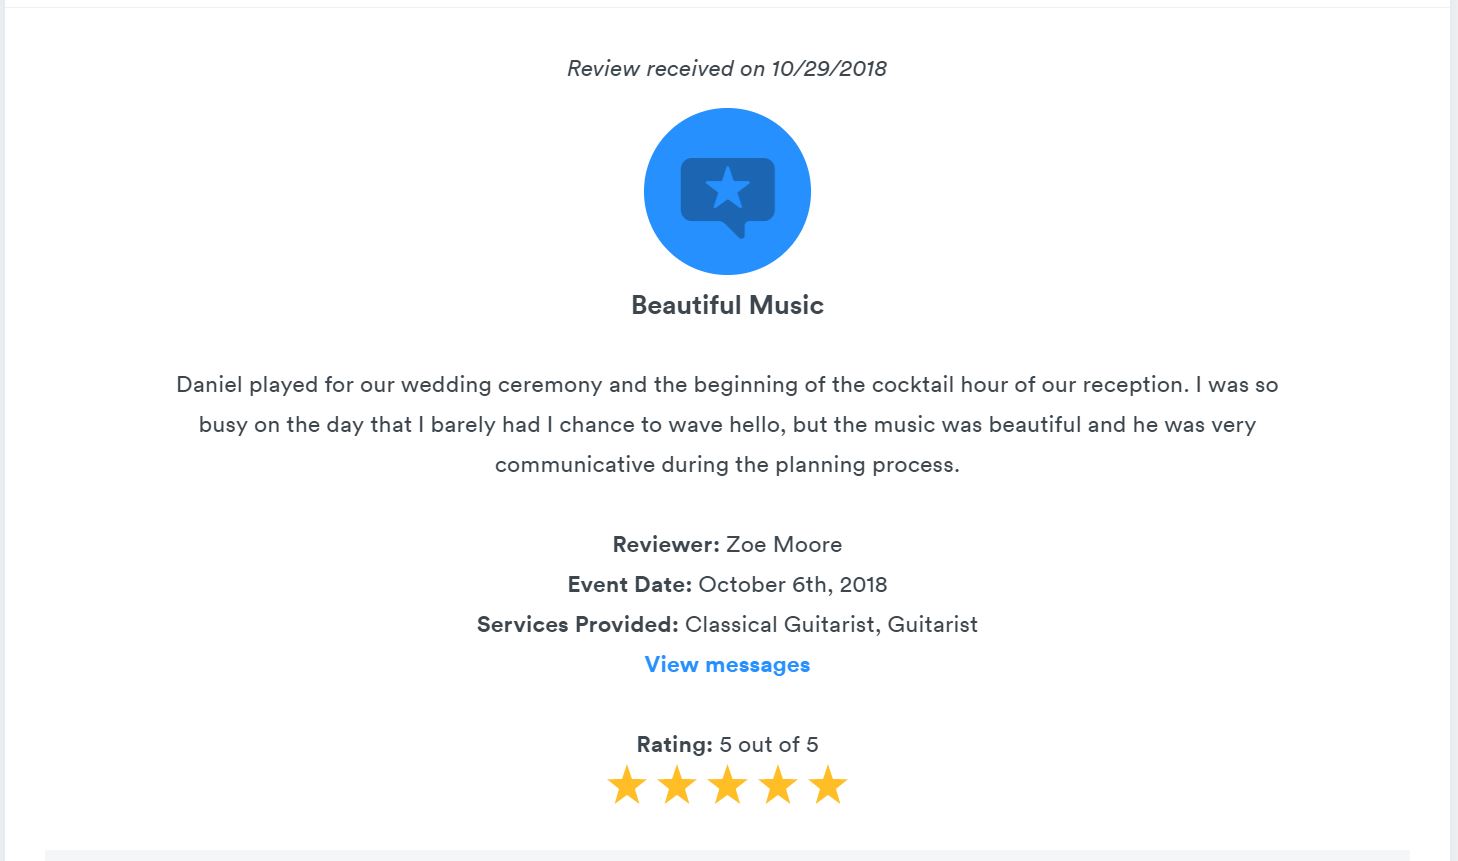 Review received on 10/29/2018
Beautiful Music
Daniel played for our wedding ceremony and the beginning of the cocktail hour of our reception. I was so
busy on the day that I barely had I chance to wave hello, but the music was beautiful and he was very
communicative during the planning process.
Reviewer: Zoe Moore
Event Date: October 6th, 2018
Services Provided: Classical Guitarist, Guitarist
View messages
Rating: 5 out of 5